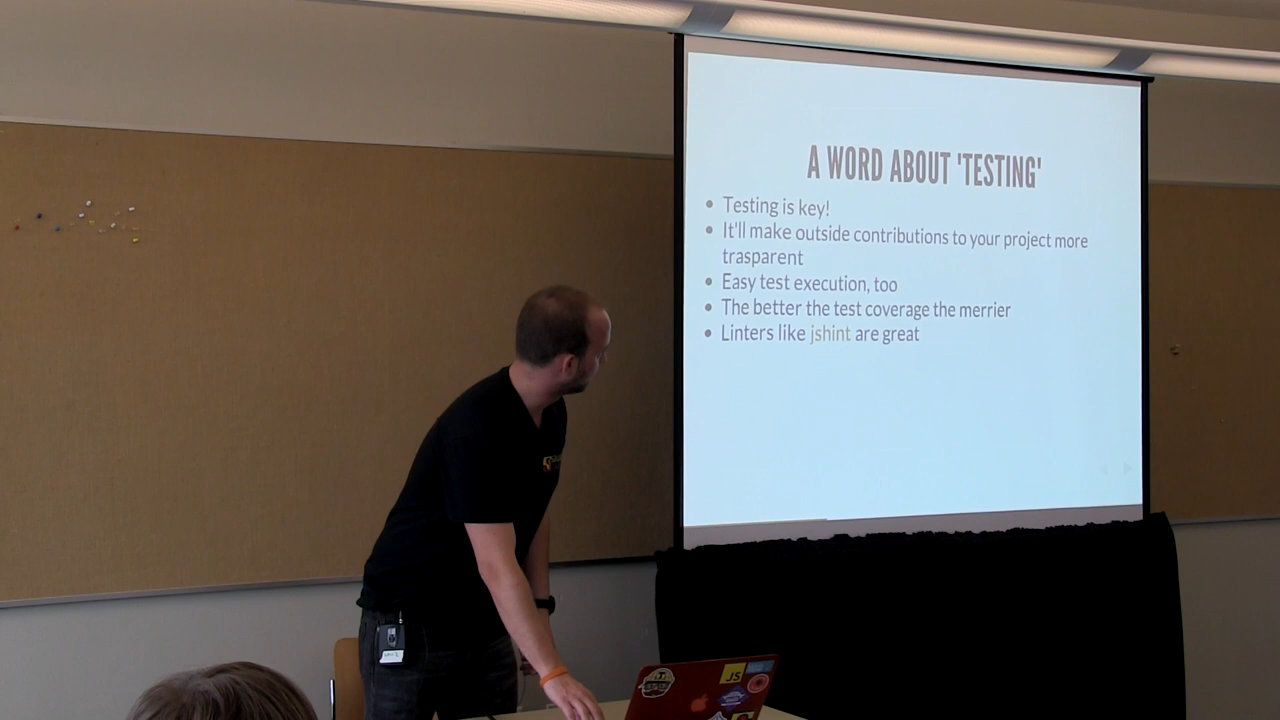 A WORD ABOUT 'TESTING'
Testing is key!
It'll make outside contributions to your project more
trasparent
Easy test execution, too
The better the test coverage the merrier
Linters like jshint are great
JS